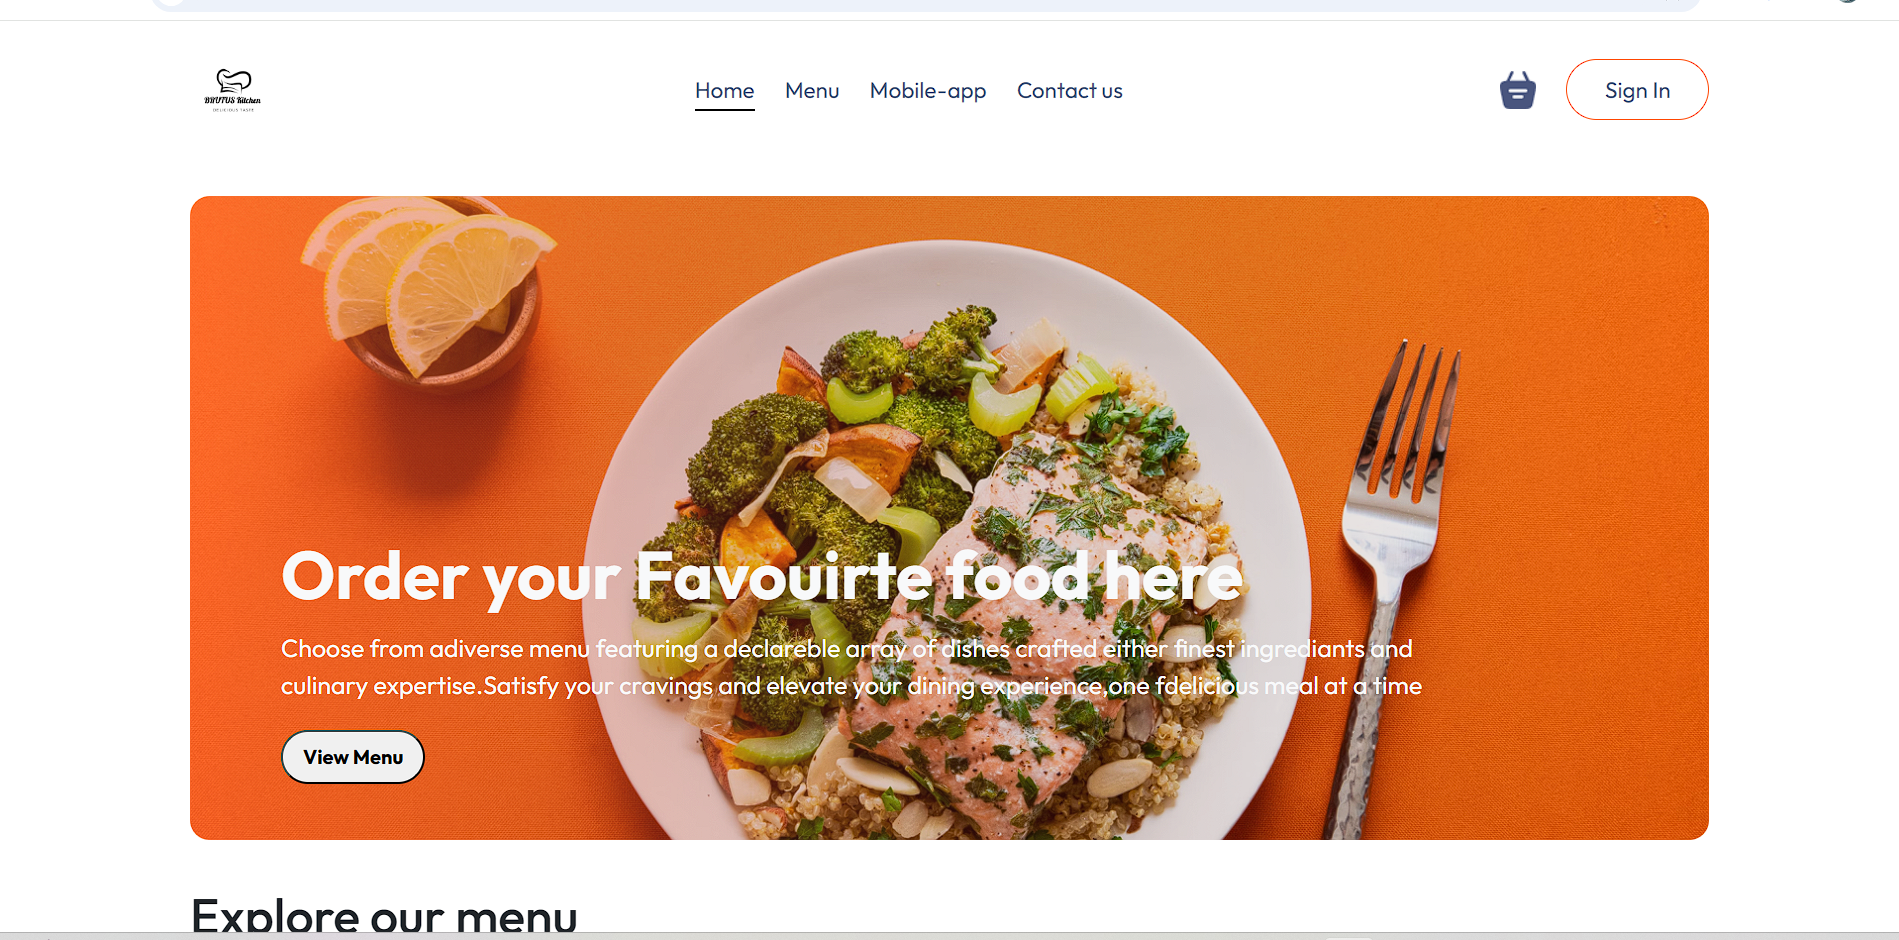 BRUTUS Kitchen
DELICIOUS TASTE
Home Menu Mobile-app Contact us
Sign In
Order your Favouirte food here
Choose from adiverse menu featuring a declareble array of dishes crafted either finest ingrediants and
culinary expertise.Satisfy your cravings and elevate your dining experience,one fdelicious meal at a time
View Menu
Explore our menu